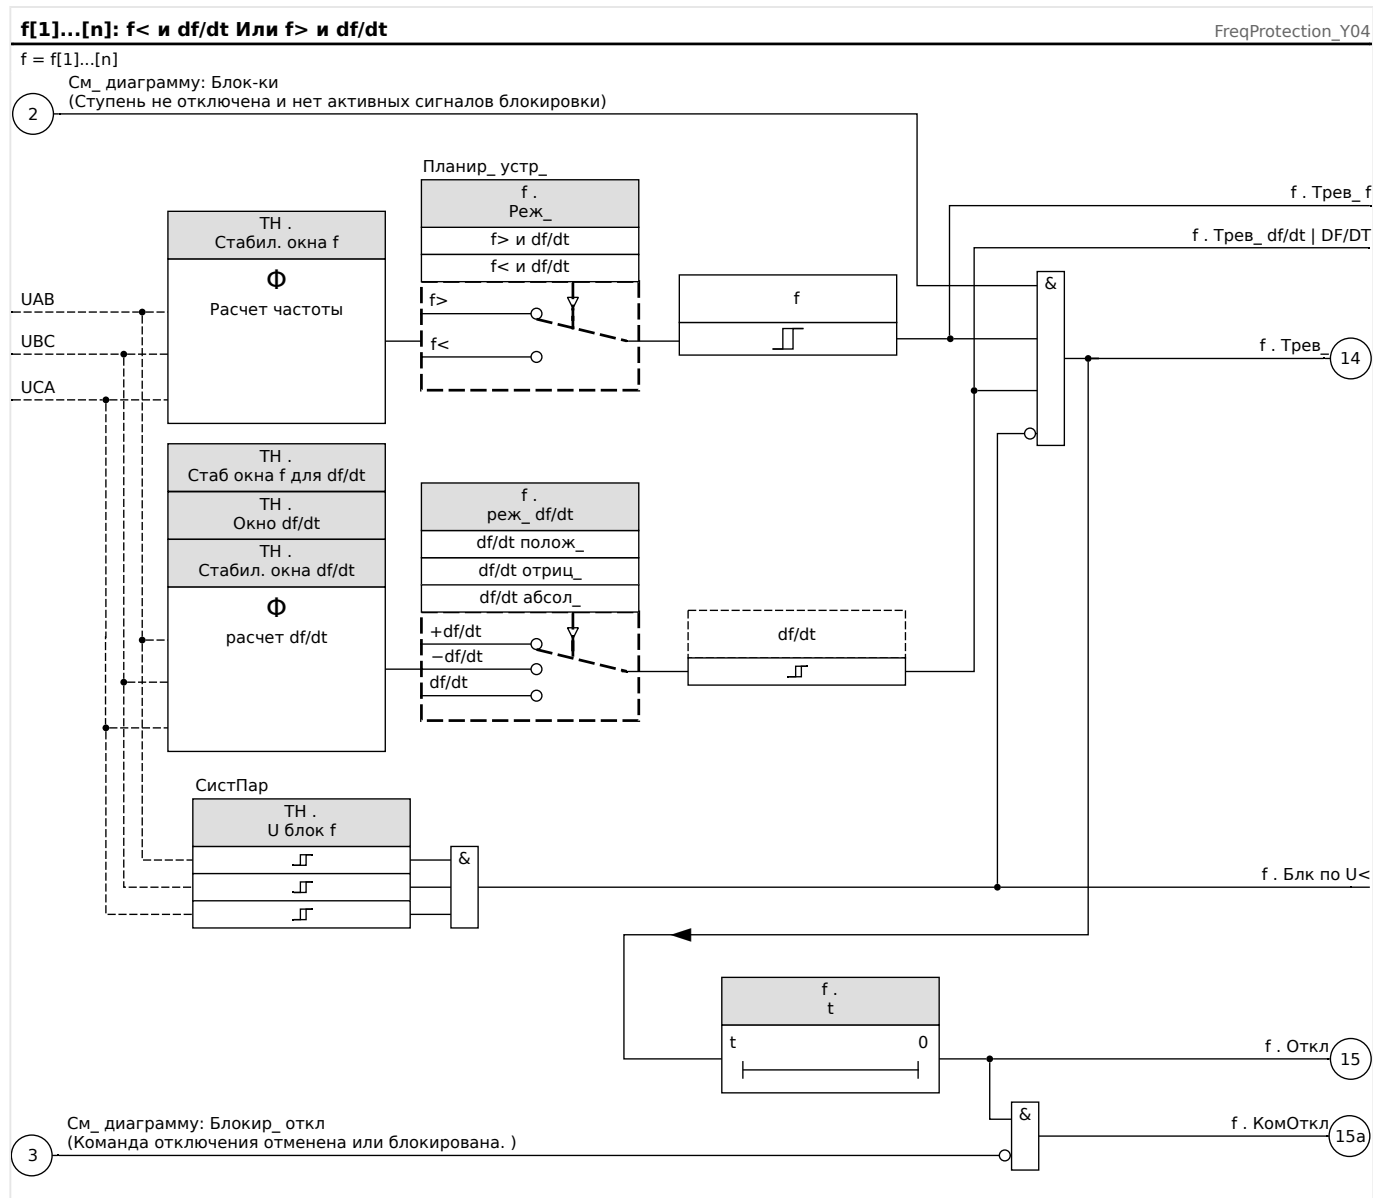 f[1]...[n]: f< и df/dt Или f> и df/dt
FreqProtection_Y04
f = f[1]...[n]
См_ диаграмму: Блок-ки
(Ступень не отключена и нет активных сигналов блокировки)
2
Планир_ устр_
f .
Реж_
f> и df/dt
f< и df/dt
f>
f<
ТН .
Стабил. окна f
Φ
Расчет частоты
UAB
UBC
UCA
f
&
f . Трев_ f
f . Трев_ df/dt | DF/DT
f . Трев_
14
ТН .
Стаб окна f для df/dt
ТН .
Окно df/dt
ТН .
Стабил. окна df/dt
Φ
расчет df/dt
f .
реж_ df/dt
df/dt полож_
df/dt отриц_
df/dt абсол_
+df/dt
−df/dt
df/dt
df/dt
СистПар
ТН .
U блок f
&
f . Блк по U<
f .
t
t
0
f . Откл
15
&
f . КомОткл
15a
См_ диаграмму: Блокир_ откл
(Команда отключения отменена или блокирована. )
3